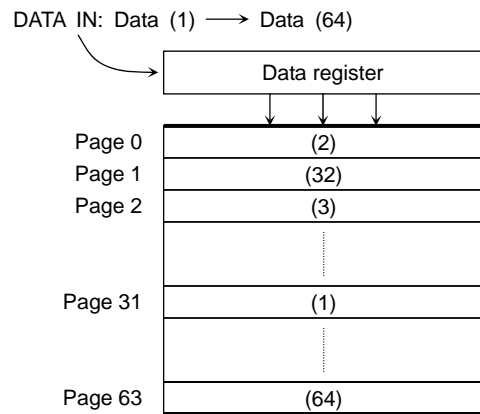 DATA IN: Data (1) → Data (64)
Data register
Page 0 (2)
Page 1 (32)
Page 2 (3)
Page 31 (1)
Page 63 (64)